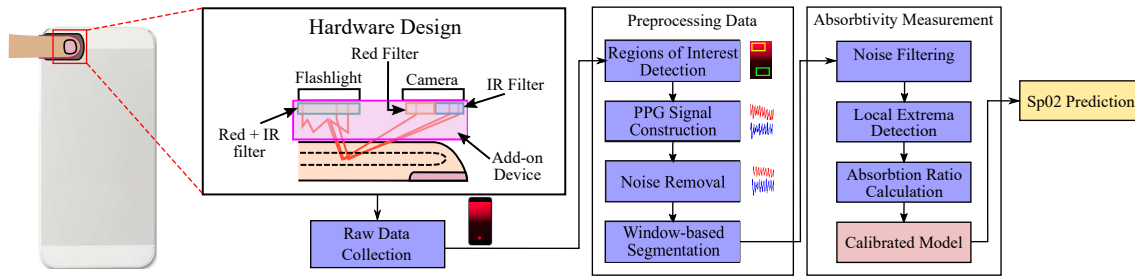 Hardware Design
Red Filter
Flashlight
Camera
IR Filter
Red + IR
filter
Add-on
Device
Raw Data
Collection
Preprocessing Data
Regions of Interest
Detection
PPG Signal
Construction
Noise Removal
Window-based
Segmentation
Absorbtivity Measurement
Noise Filtering
Local Extrema
Detection
Absorbtion Ratio
Calculation
Calibrated Model
Sp02 Prediction